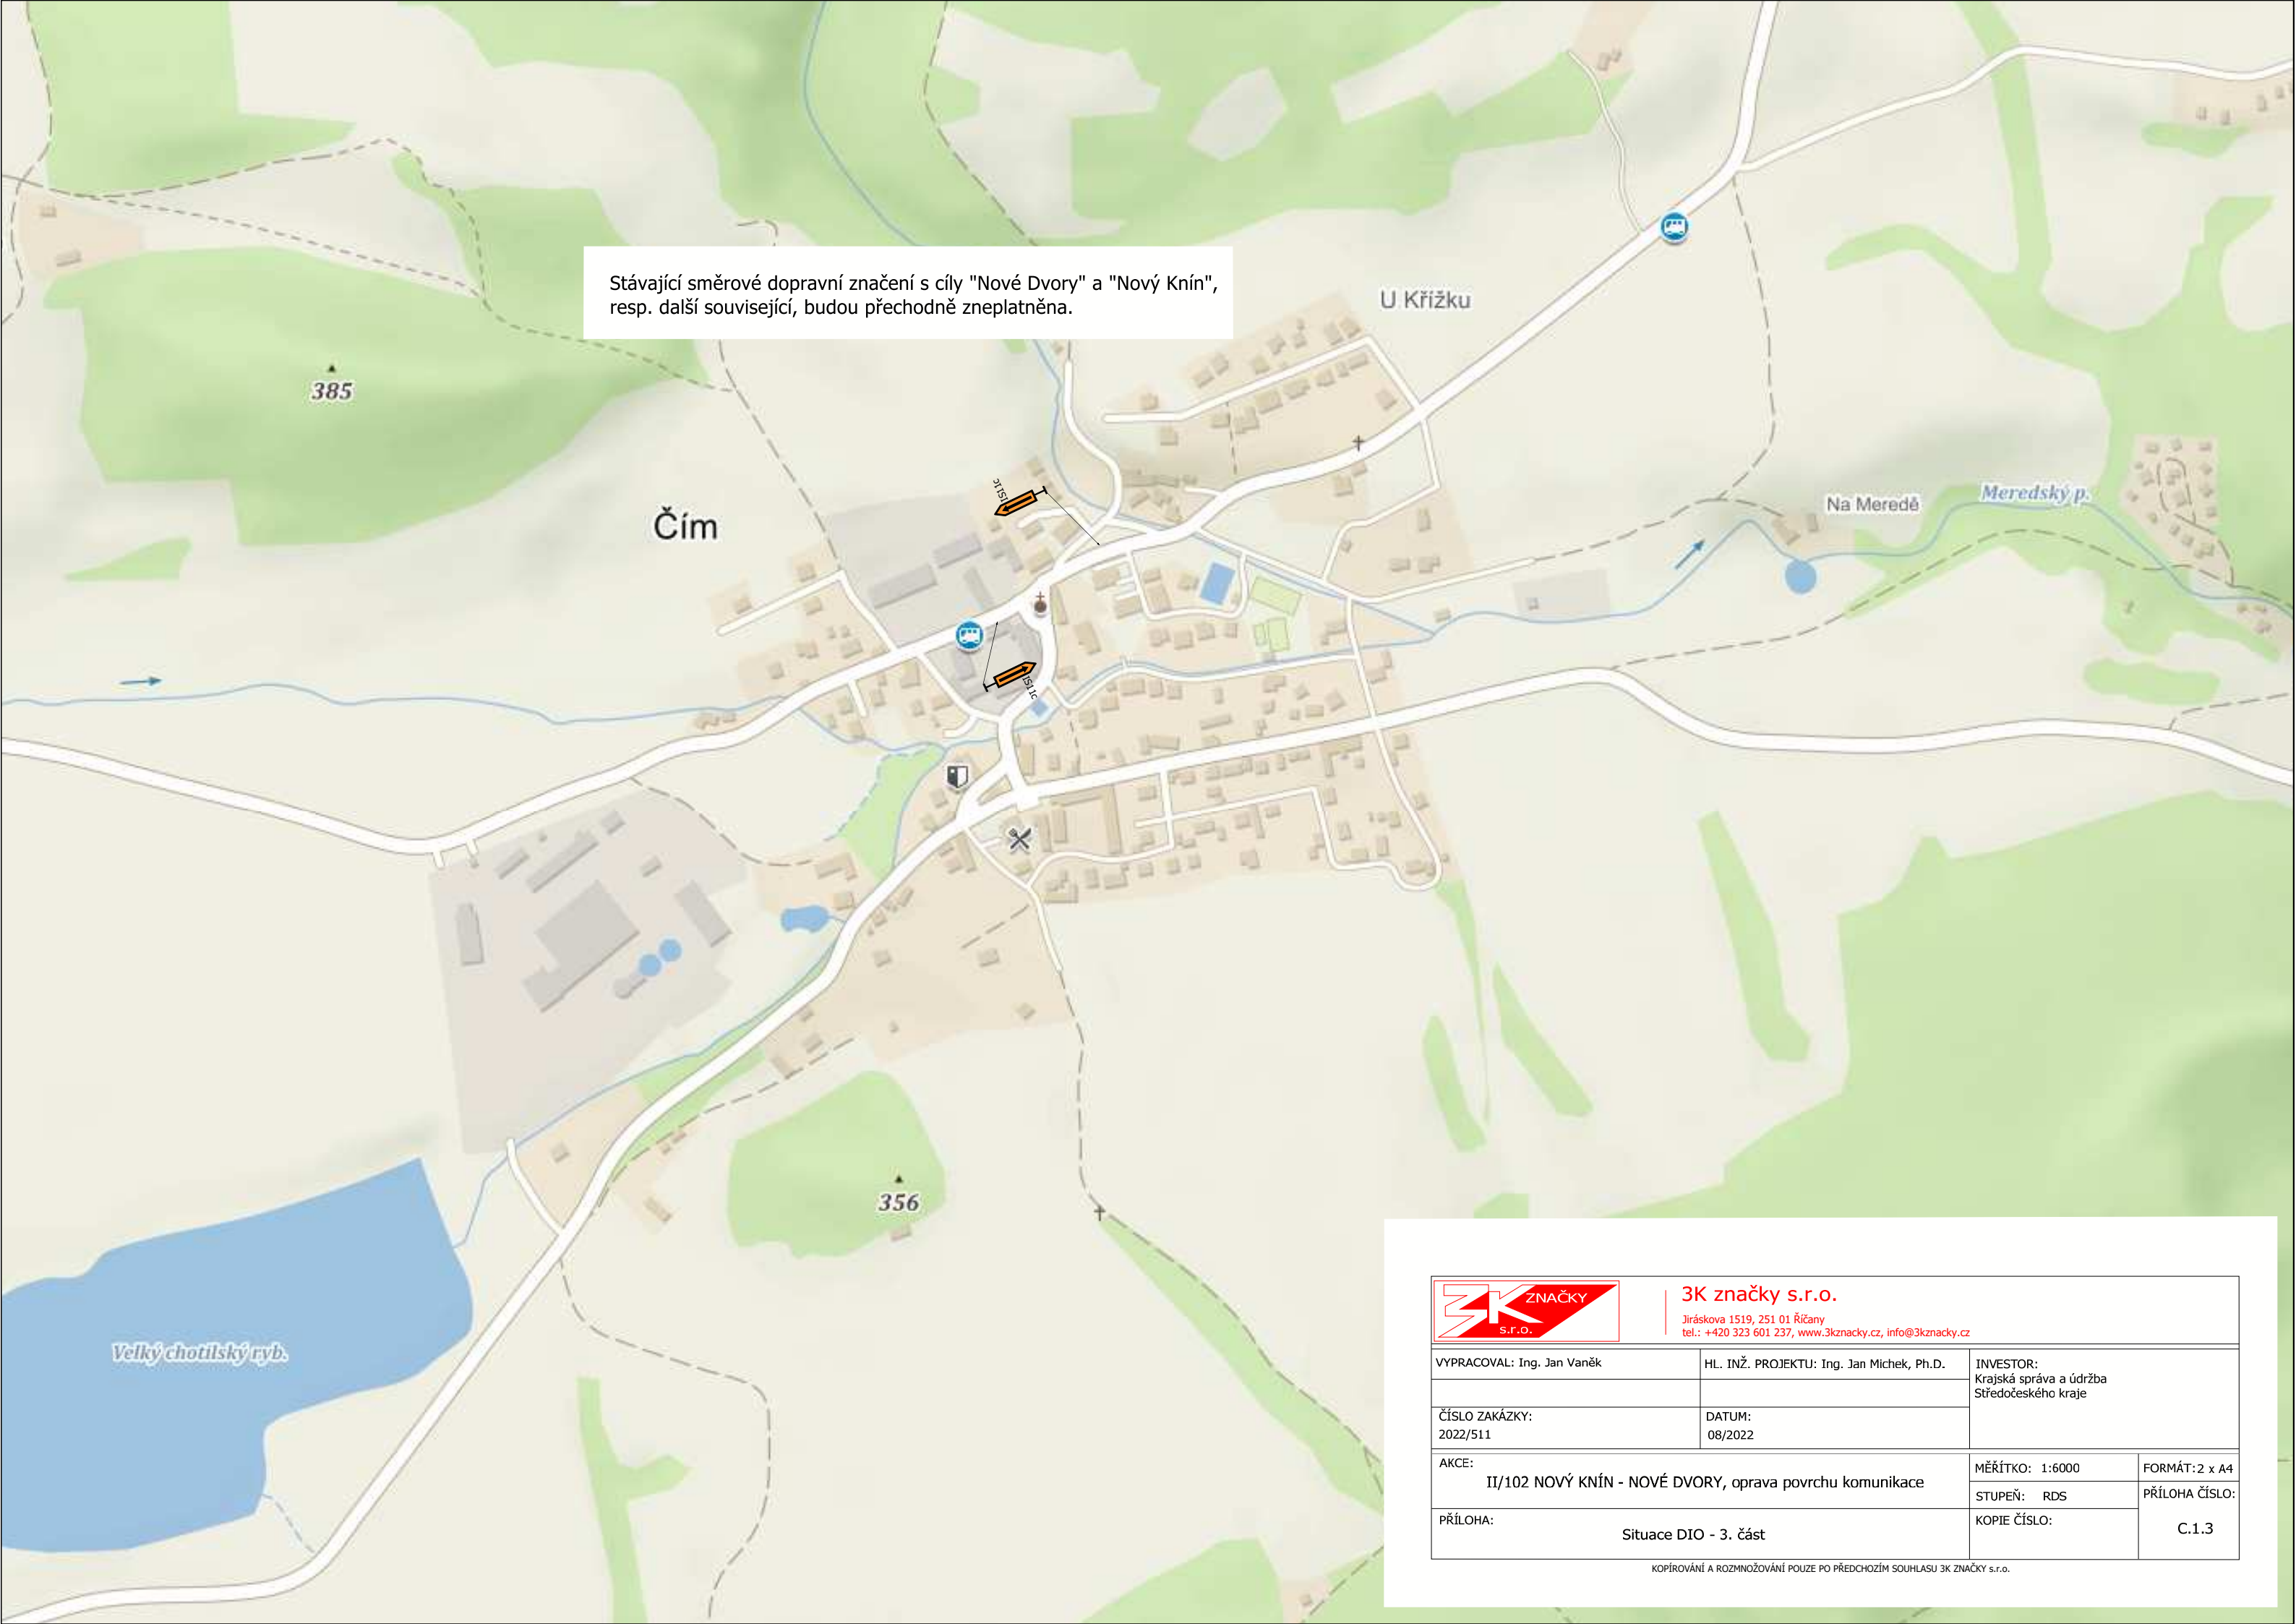 Stávající směrové dopravní značení s cíly "Nové Dvory" a "Nový Knín",
resp. další související, budou přechodně zneplatněna.
U Křížku
385
Čím
IS11c
Na Meredě
Meredský p.
IS11c
356
Velký chotilský ryb.
3K ZNAČKY
s.r.o.
3K značky s.r.o.
Jiráskova 1519, 251 01 Říčany
tel.: +420 323 601 237, www.3kznacky.cz, info@3kznacky.cz
VYPRACOVAL: Ing. Jan Vaněk
HL. INŽ. PROJEKTU: Ing. Jan Michek, Ph.D.
INVESTOR:
Krajská správa a údržba
Středočeského kraje
ČÍSLO ZAKÁZKY:
2022/511
DATUM:
08/2022
AKCE:
II/102 NOVÝ KNÍN - NOVÉ DVORY, oprava povrchu komunikace
MĚŘÍTKO: 1:6000
FORMÁT: 2 x A4
STUPEŇ: RDS
PŘÍLOHA ČÍSLO:
C.1.3
PŘÍLOHA:
Situace DIO - 3. část
KOPIE ČÍSLO:
KOPÍROVÁNÍ A ROZMNOŽOVÁNÍ POUZE PO PŘEDCHOZÍM SOUHLASU 3K ZNAČKY s.r.o.